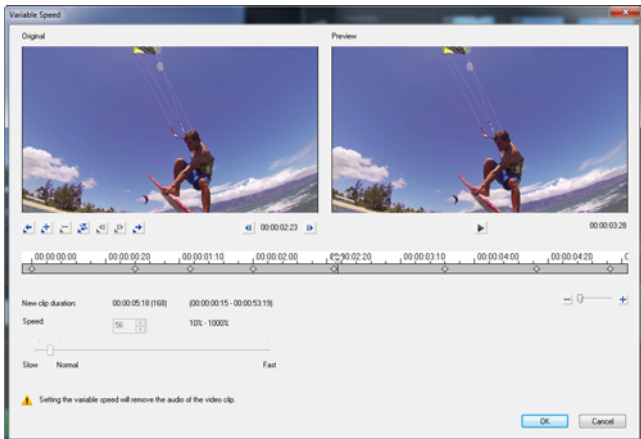 Variable Speed
Original Preview
00:00:02:23 00:00:03:28
00:00:00:00 00:00:00:20 00:00:01:10 00:00:02:00 00:00:02:20 00:00:03:10 00:00:04:00 00:00:04:20
New clip duration: 00:00:05:18 (168) (00:00:00:15 - 00:00:53:19)
Speed: 56 10% - 1000%
Slow Normal Fast
Setting the variable speed will remove the audio of the video clip.
OK Cancel